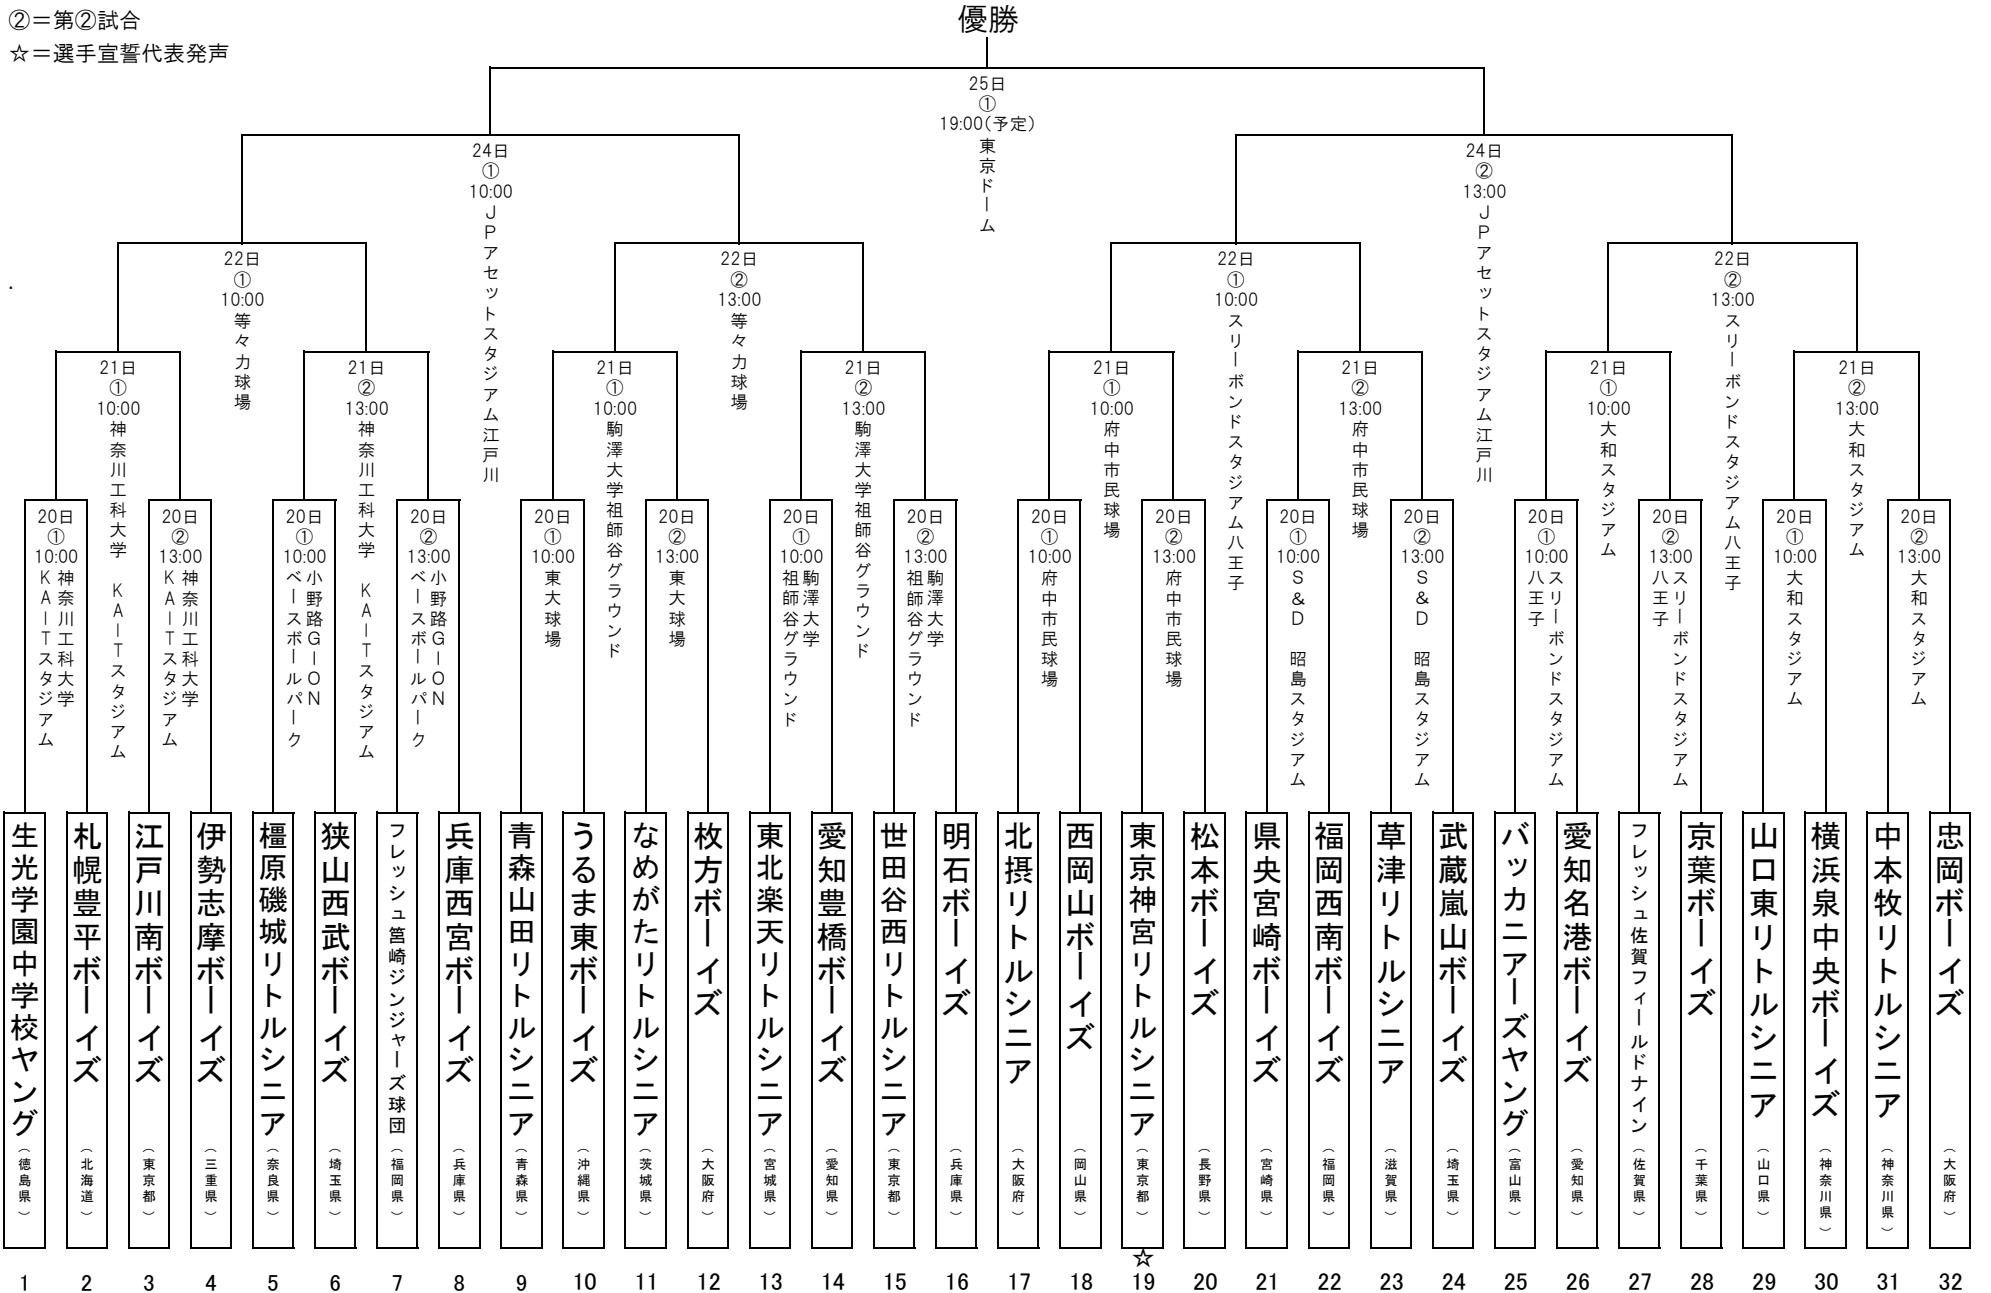 ②＝第②試合
☆＝選手宣誓代表発声
優勝
25日
①
19:00(予定)
東京ドーム
24日
①
10:00
JPアセットスタジアム江戸川
24日
②
13:00
JPアセットスタジアム江戸川
22日
①
10:00
等々力球場
22日
②
13:00
等々力球場
22日
①
10:00
スリーボンドスタジアム八王子
22日
②
13:00
スリーボンドスタジアム八王子
21日
①
10:00
神奈川工科大学 KAITスタジアム
21日
②
13:00
神奈川工科大学 KAITスタジアム
21日
①
10:00
駒澤大学祖師谷グラウンド
21日
②
13:00
駒澤大学祖師谷グラウンド
21日
①
10:00
府中市民球場
21日
②
13:00
府中市民球場
21日
①
10:00
大和スタジアム
21日
②
13:00
大和スタジアム
20日
①
10:00
神奈川工科大学
KAITスタジアム
20日
②
13:00
神奈川工科大学
KAITスタジアム
20日
①
10:00
小野路GION
ベースボールパーク
20日
②
13:00
小野路GION
ベースボールパーク
20日
①
10:00
東大球場
20日
②
13:00
東大球場
20日
①
10:00
駒澤大学
祖師谷グラウンド
20日
②
13:00
駒澤大学
祖師谷グラウンド
20日
①
10:00
府中市民球場
20日
②
13:00
府中市民球場
20日
①
10:00
S&D 昭島スタジアム
20日
②
13:00
S&D 昭島スタジアム
20日
①
10:00
スリーボンドスタジアム
八王子
20日
②
13:00
スリーボンドスタジアム
八王子
20日
①
10:00
大和スタジアム
20日
②
13:00
大和スタジアム
生光学園中学校ヤング（徳島県）
1
札幌豊平ボーイズ（北海道）
2
江戸川南ボーイズ（東京都）
3
伊勢志摩ボーイズ（三重県）
4
橿原磯城リトルシニア（奈良県）
5
狭山西武ボーイズ（埼玉県）
6
フレッシュ筥崎ジンジャーズ球団（福岡県）
7
兵庫西宮ボーイズ（兵庫県）
8
青森山田リトルシニア（青森県）
9
うるま東ボーイズ（沖縄県）
10
なめがたリトルシニア（茨城県）
11
枚方ボーイズ（大阪府）
12
東北楽天リトルシニア（宮城県）
13
愛知豊橋ボーイズ（愛知県）
14
世田谷西リトルシニア（東京都）
15
明石ボーイズ（兵庫県）
16
北摂リトルシニア（大阪府）
17
西岡山ボーイズ（岡山県）
18
東京神宮リトルシニア（東京都）
☆
19
松本ボーイズ（長野県）
20
県央宮崎ボーイズ（宮崎県）
21
福岡西南ボーイズ（福岡県）
22
草津リトルシニア（滋賀県）
23
武蔵嵐山ボーイズ（埼玉県）
24
バッカニアーズヤング（富山県）
25
愛知名港ボーイズ（愛知県）
26
フレッシュ佐賀フィールドナイン（佐賀県）
27
京葉ボーイズ（千葉県）
28
山口東リトルシニア（山口県）
29
横浜泉中央ボーイズ（神奈川県）
30
中本牧リトルシニア（神奈川県）
31
忠岡ボーイズ（大阪府）
32